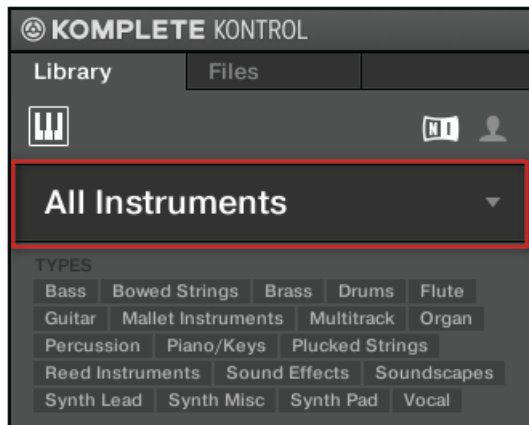 KOMPLETE KONTROL
Library Files
NI
All Instruments
TYPES
Bass Bowed Strings Brass Drums Flute
Guitar Mallet Instruments Multitrack Organ
Percussion Piano/Keys Plucked Strings
Reed Instruments Sound Effects Soundscapes
Synth Lead Synth Misc Synth Pad Vocal